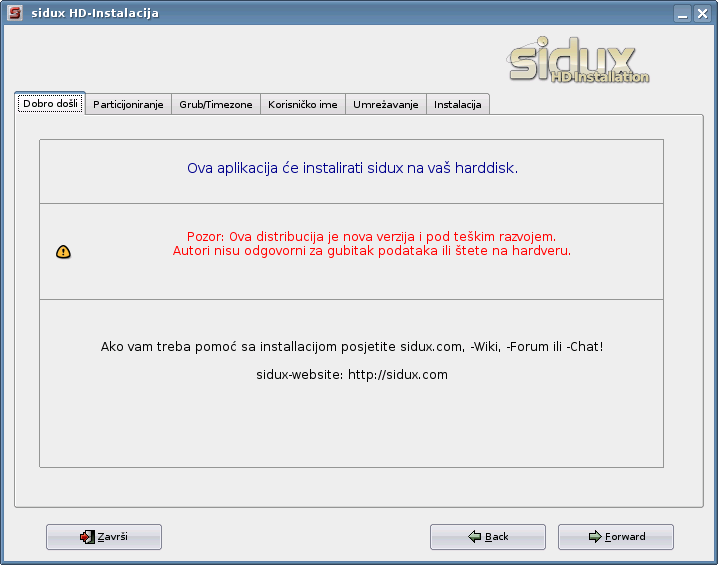 sidux HD-Instalacija
sidux
HD-Installation
Dobro došli
Particijoniranje
Grub/Timezone
Korisničko ime
Umrežavanje
Instalacija
Ova aplikacija će instalirati sidux na vaš harddisk.
Pozor: Ova distribucija je nova verzija i pod teškim razvojem.
Autori nisu odgovorni za gubitak podataka ili štete na hardveru.
Ako vam treba pomoć sa installacijom posjetite sidux.com, -Wiki, -Forum ili -Chat!
sidux-website: http://sidux.com
Završi
Back
Forward